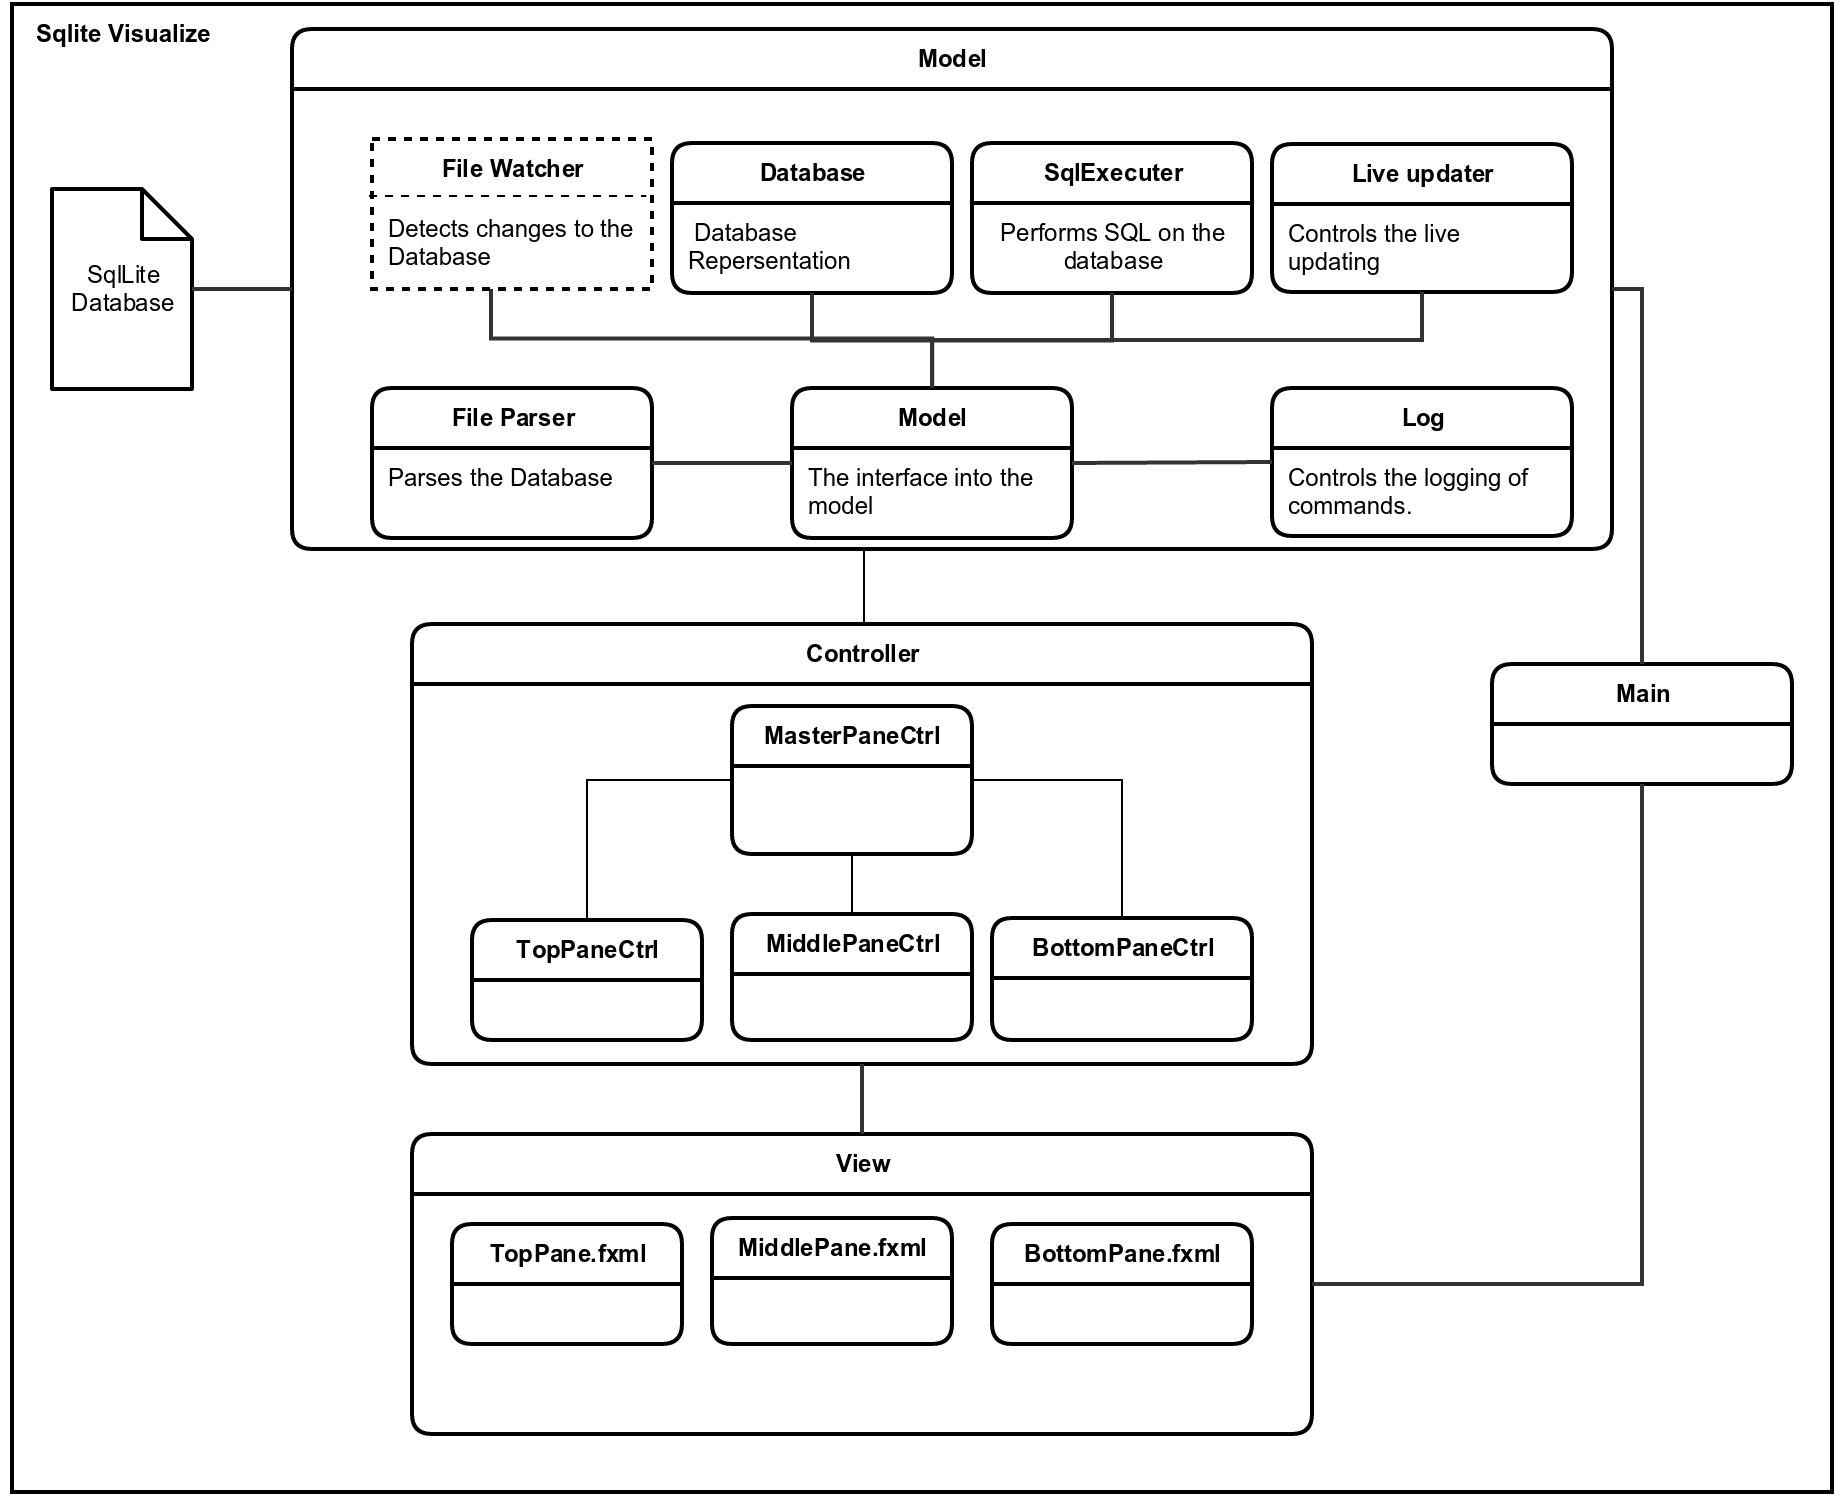 Sqlite Visualize
Model
File Watcher
Detects changes to the
Database
Database
Database
Repersentation
SqlExecuter
Performs SQL on the
database
Live updater
Controls the live
updating
SqlLite
Database
File Parser
Parses the Database
Model
The interface into the
model
Log
Controls the logging of
commands.
Controller
MasterPaneCtrl
Main
TopPaneCtrl
MiddlePaneCtrl
BottomPaneCtrl
View
TopPane.fxml
MiddlePane.fxml
BottomPane.fxml